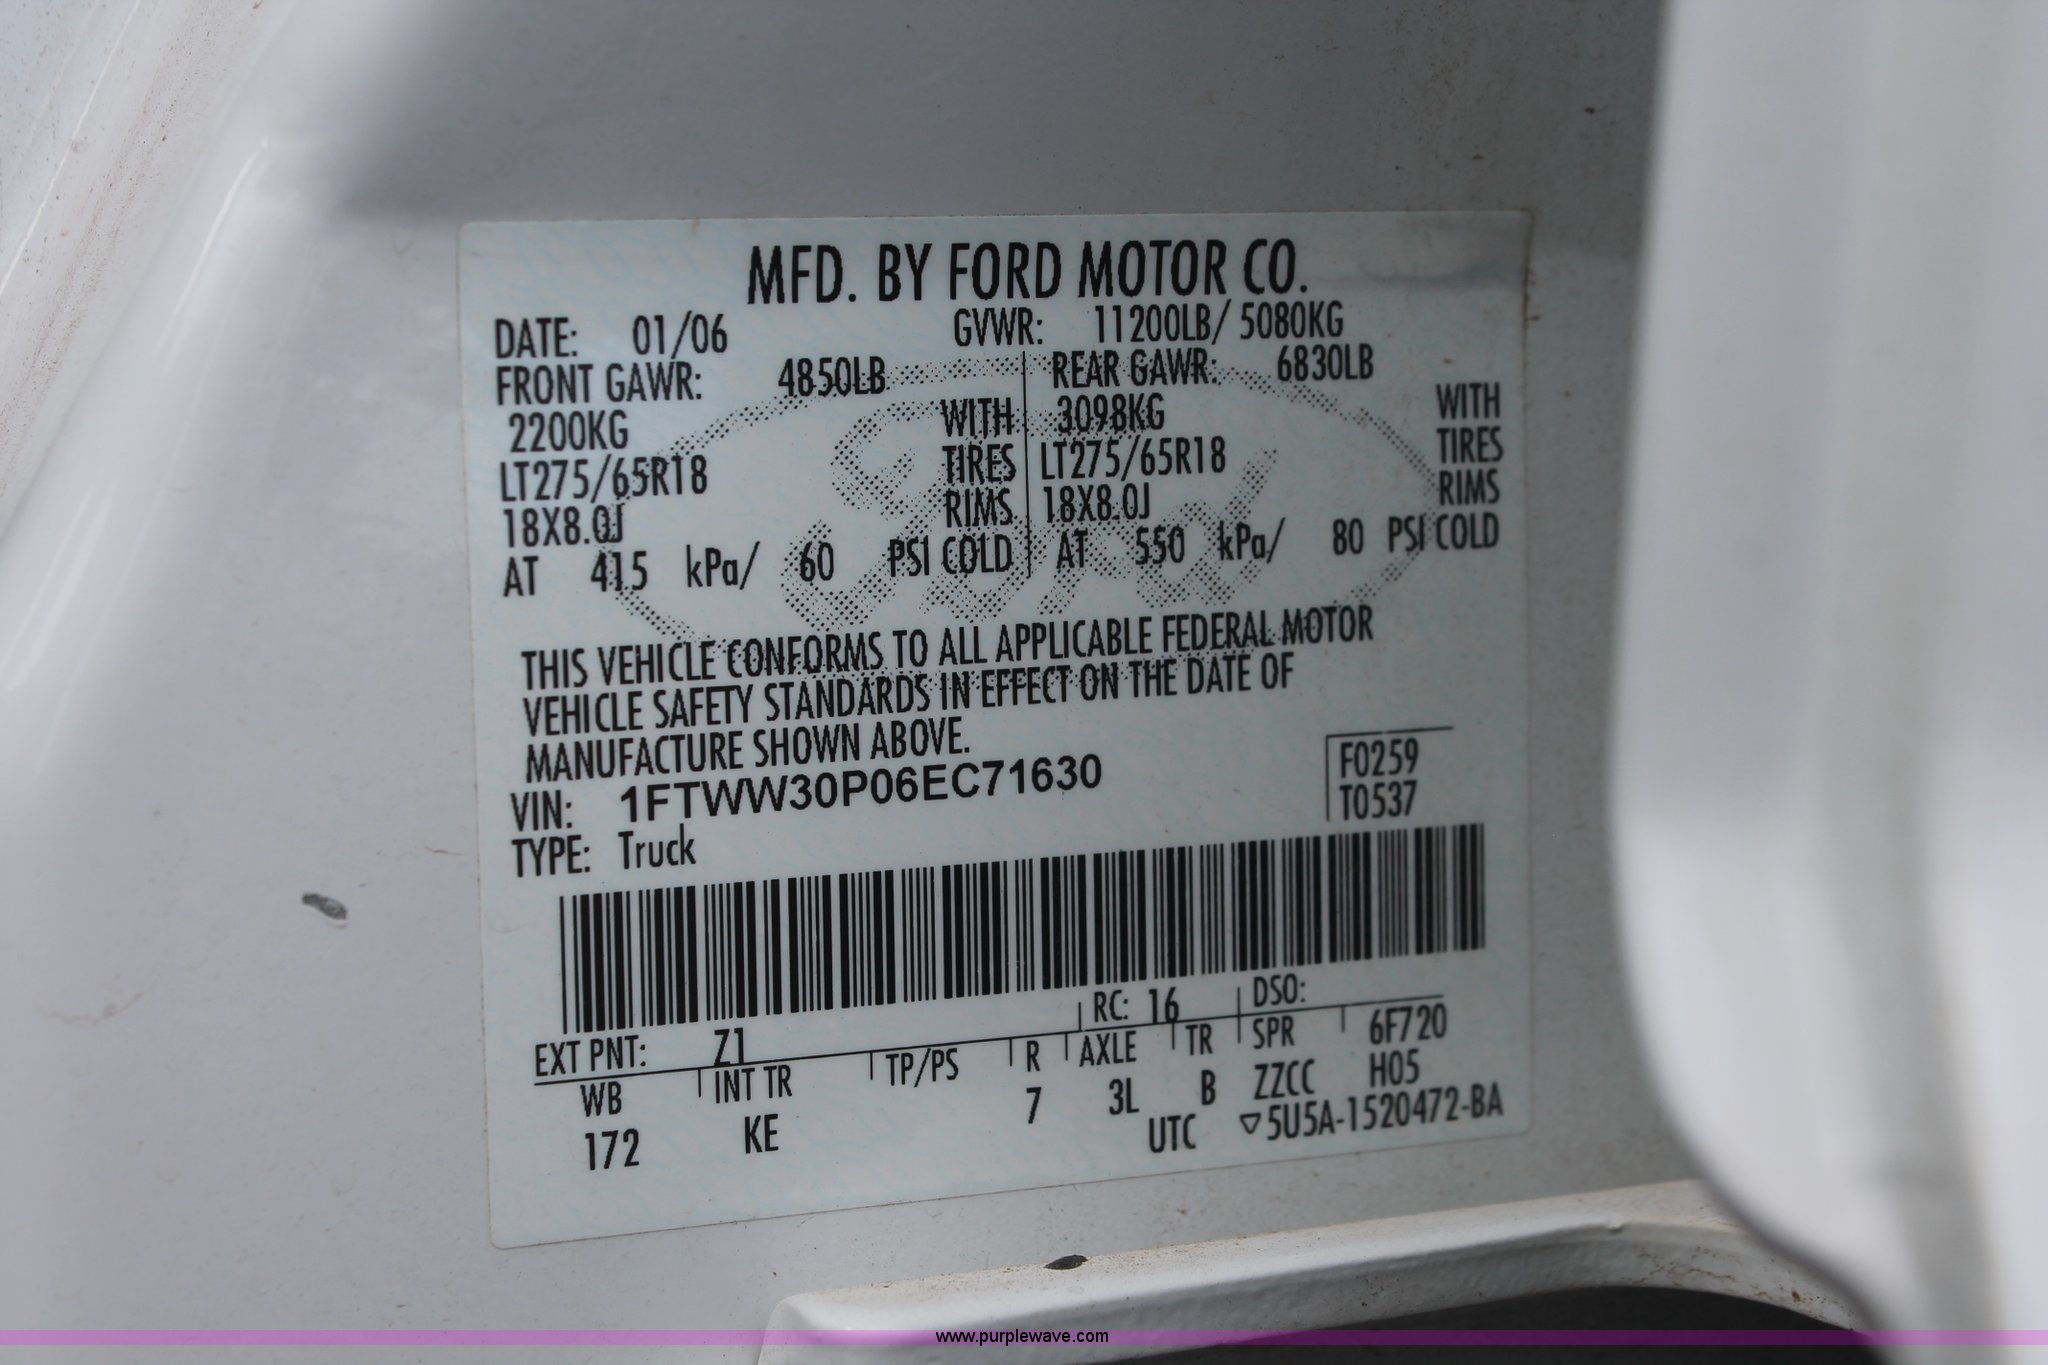 MFD. BY FORD MOTOR CO.
DATE: 01/06 GVWR: 11200LB/ 5080KG
FRONT GAWR: 4850LB REAR GAWR: 6830LB
2200KG WITH 3098KG WITH
LT275/65R18 TIRES LT275/65R18 TIRES
18X8.0J RIMS 18X8.0J RIMS
AT 415 kPa/ 60 PSI COLD AT 550 kPa/ 80 PSI COLD
Ford
THIS VEHICLE CONFORMS TO ALL APPLICABLE FEDERAL MOTOR
VEHICLE SAFETY STANDARDS IN EFFECT ON THE DATE OF
MANUFACTURE SHOWN ABOVE.
VIN: 1FTWW30P06EC71630 F0259
TYPE: Truck T0537
EXT PNT: Z1 RC: 16 DSO:
WB INT TR TP/PS R AXLE TR SPR 6F720
172 KE 7 3L B ZZCC H05
UTC ▽5U5A-1520472-BA
www.purplewave.com